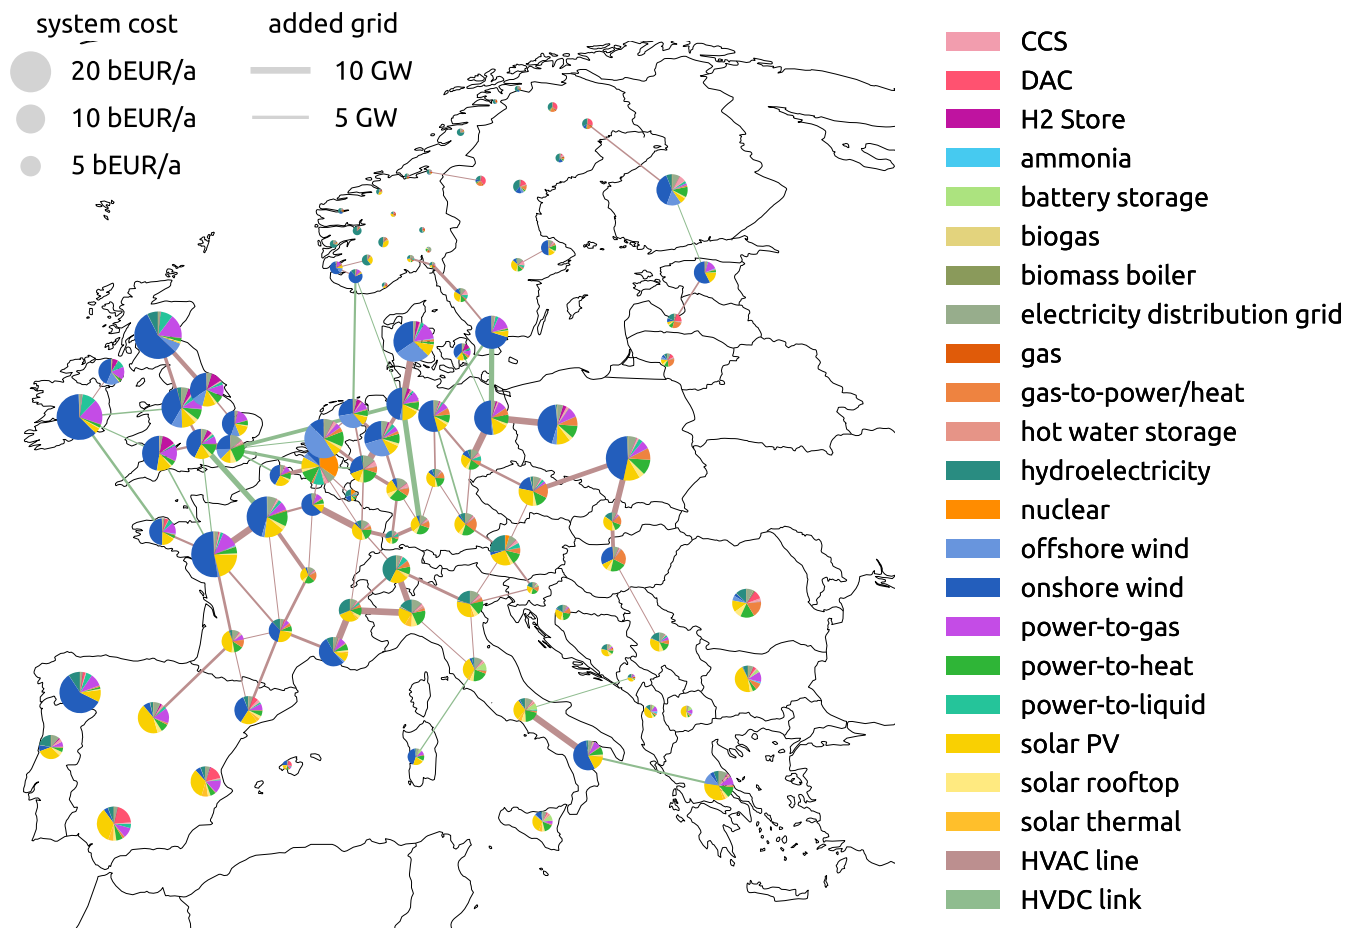 system cost
20 bEUR/a
10 bEUR/a
5 bEUR/a
added grid
10 GW
5 GW
CCS
DAC
H2 Store
ammonia
battery storage
biogas
biomass boiler
electricity distribution grid
gas
gas-to-power/heat
hot water storage
hydroelectricity
nuclear
offshore wind
onshore wind
power-to-gas
power-to-heat
power-to-liquid
solar PV
solar rooftop
solar thermal
HVAC line
HVDC link